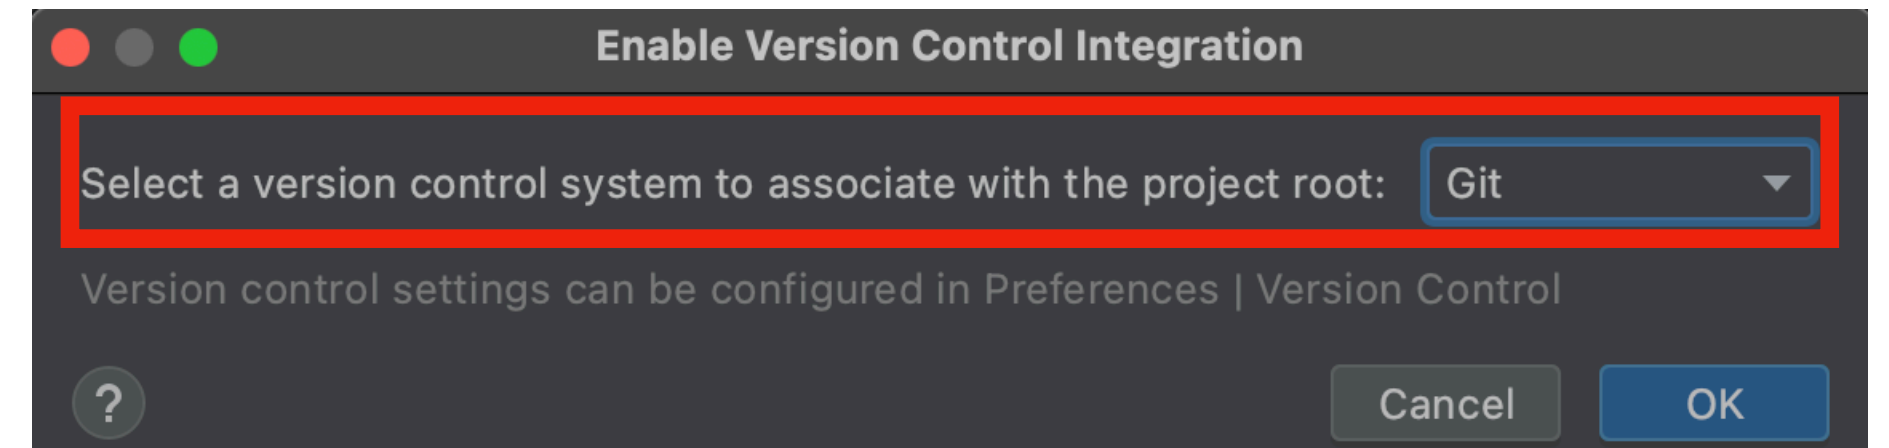 Enable Version Control Integration
Select a version control system to associate with the project root: Git
Version control settings can be configured in Preferences | Version Control
? Cancel OK